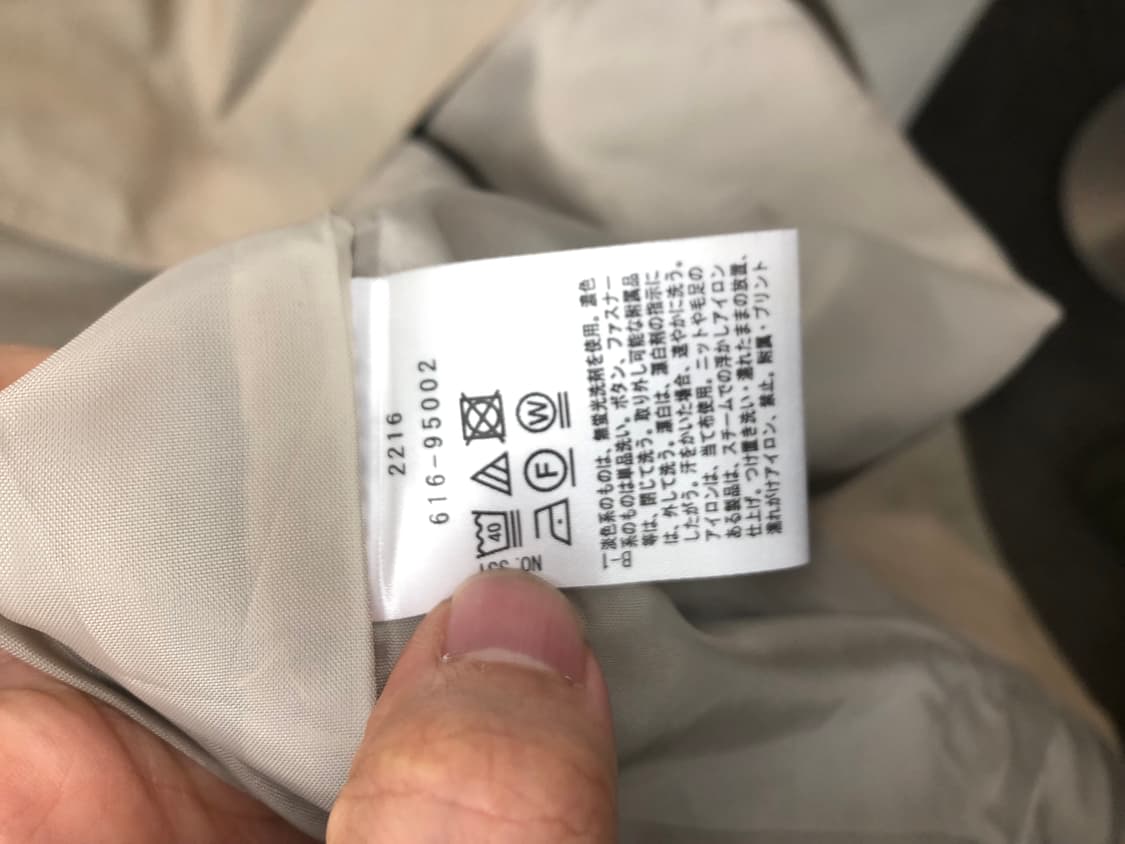 2216
616-95002
40
F W
淡色系のものは、無蛍光洗剤を使用。濃色
系のものは単品洗い。ボタン、ファスナー
等は、閉じて洗う。取り外し可能な附属品
は、外して洗う。漂白は、漂白剤の指示に
したがう。汗をかいた場合、速やかに洗う。
アイロンは、当て布使用。ニットや毛足の
ある製品は、スチームでの浮かしアイロン
仕上げ。つけ置き洗い・濡れたままの放置、
濡れがけアイロン、禁止。附属・プリント